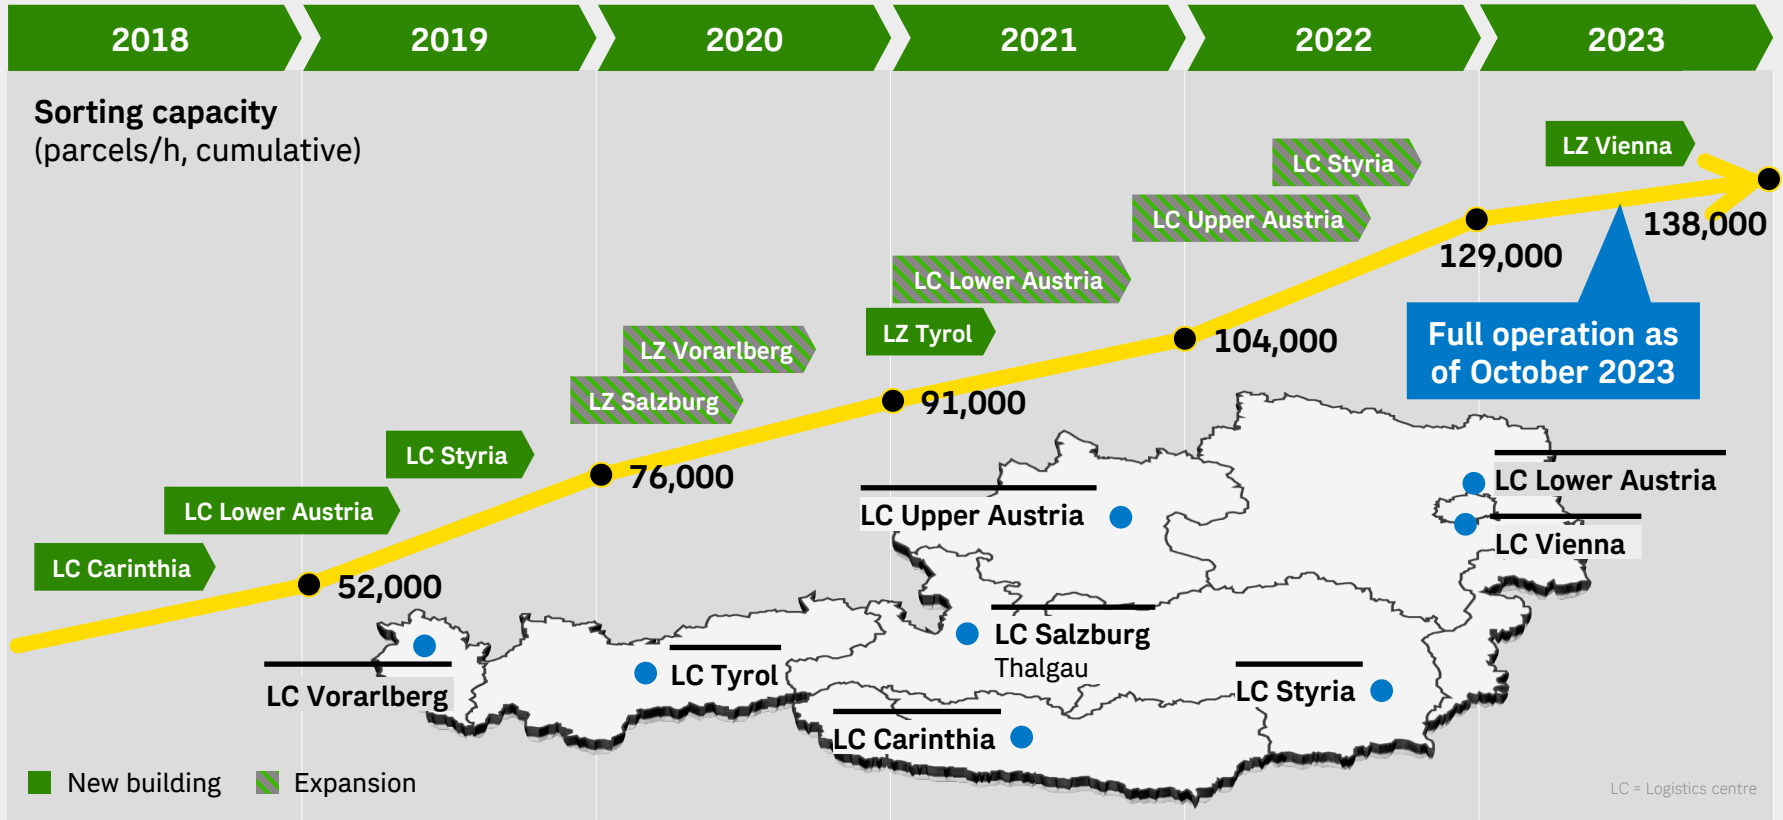 2018
2019
2020
2021
2022
2023
Sorting capacity
(parcels/h, cumulative)
LZ Vienna
LC Styria
LC Upper Austria
138,000
129,000
LC Lower Austria
LZ Tyrol
104,000
Full operation as
of October 2023
LZ Vorarlberg
LZ Salzburg
91,000
LC Styria
76,000
LC Lower Austria
LC Carinthia
52,000
LC Lower Austria
LC Upper Austria
LC Vienna
LC Salzburg
Thalgau
LC Tyrol
LC Vorarlberg
LC Styria
LC Carinthia
New building
Expansion
LC = Logistics centre